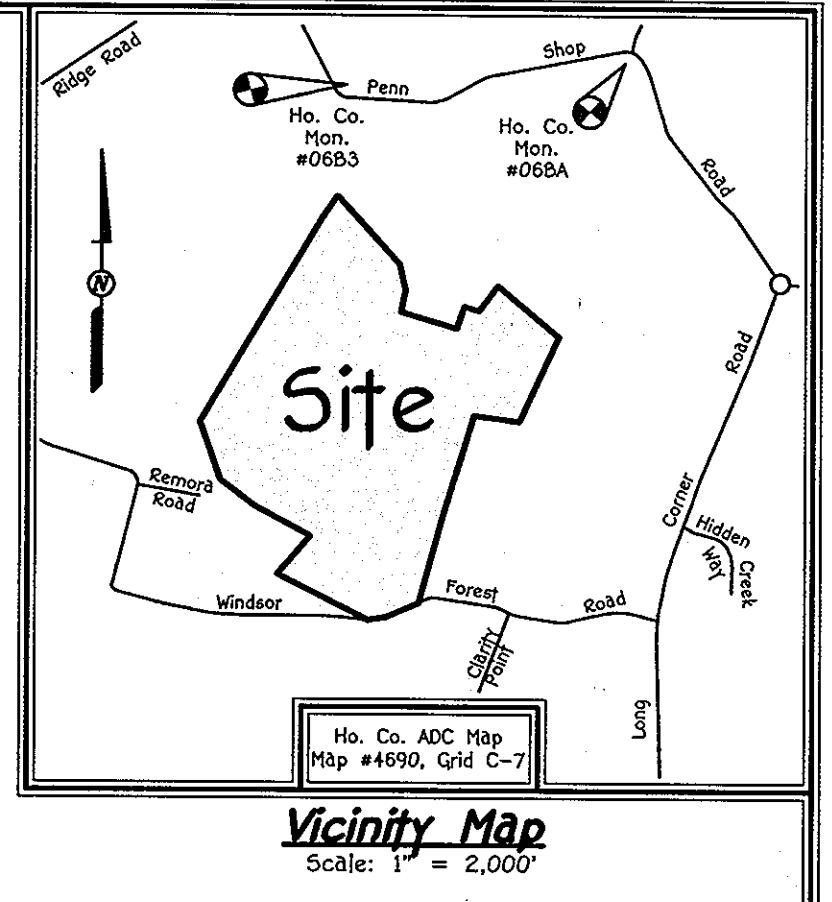 Ridge Road
Penn
Shop
Road
Ho. Co.
Mon.
#06B3
Ho. Co.
Mon.
#06BA
N
Site
Road
Corner
Hidden
Creek
Way
Remora
Road
Windsor
Forest
Road
Clarity
Point
Long
Ho. Co. ADC Map
Map #4690, Grid C-7
Vicinity Map
Scale: 1" = 2,000'